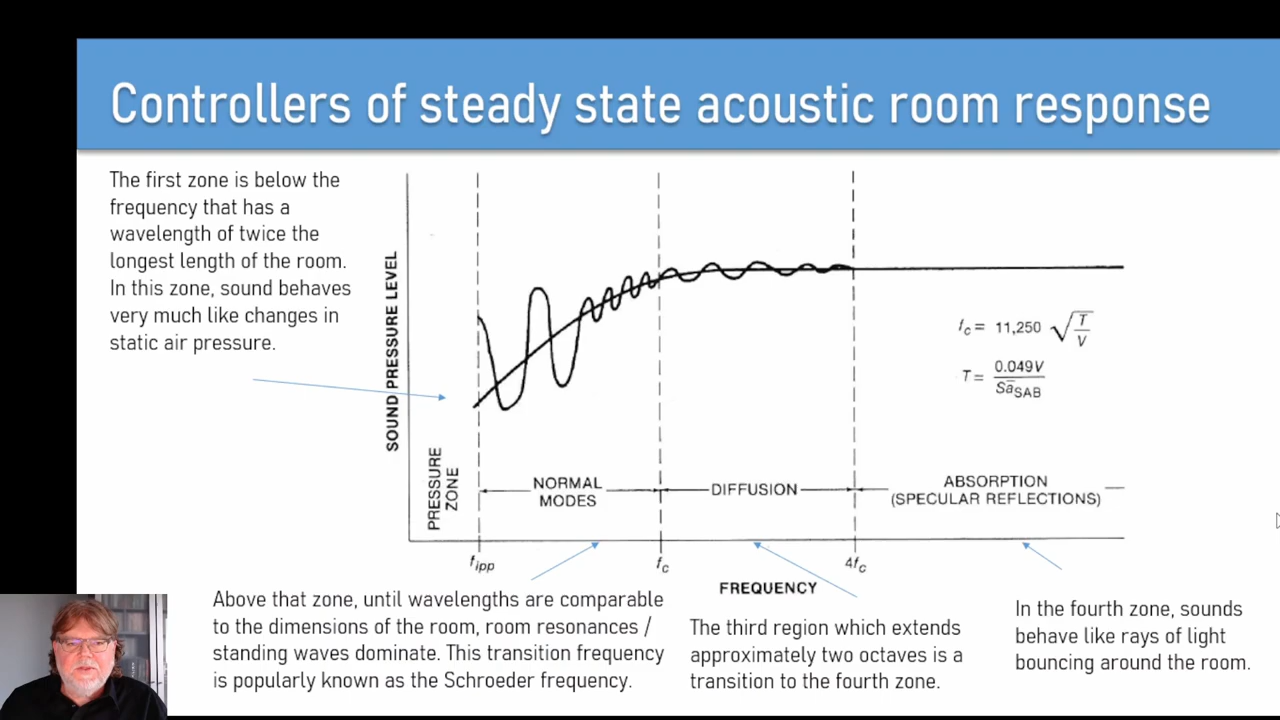 Controllers of steady state acoustic room response
The first zone is below the
frequency that has a
wavelength of twice the
longest length of the room.
In this zone, sound behaves
very much like changes in
static air pressure.
SOUND PRESSURE LEVEL
PRESSURE
ZONE
NORMAL
MODES
DIFFUSION
ABSORPTION
(SPECULAR REFLECTIONS)
fc = 11,250 √T/V
T = 0.049V / Sā SAB
fipp
fc
4fc
FREQUENCY
Above that zone, until wavelengths are comparable
to the dimensions of the room, room resonances /
standing waves dominate. This transition frequency
is popularly known as the Schroeder frequency.
The third region which extends
approximately two octaves is a
transition to the fourth zone.
In the fourth zone, sounds
behave like rays of light
bouncing around the room.